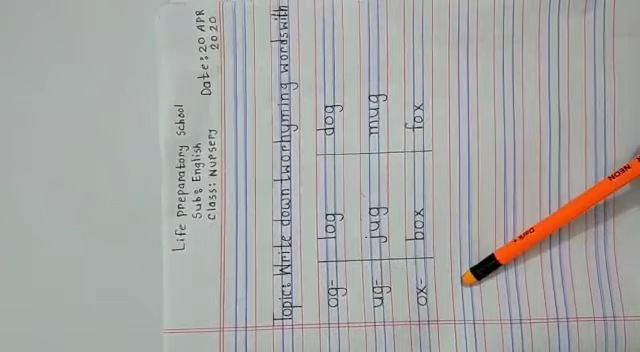 Life preparatory school
Sub: English
Class: Nursery
Date: 20 APR
2020
Topic: Write down two rhyming words with
og- log dog
ug- jug mug
ox- box fox
NEON